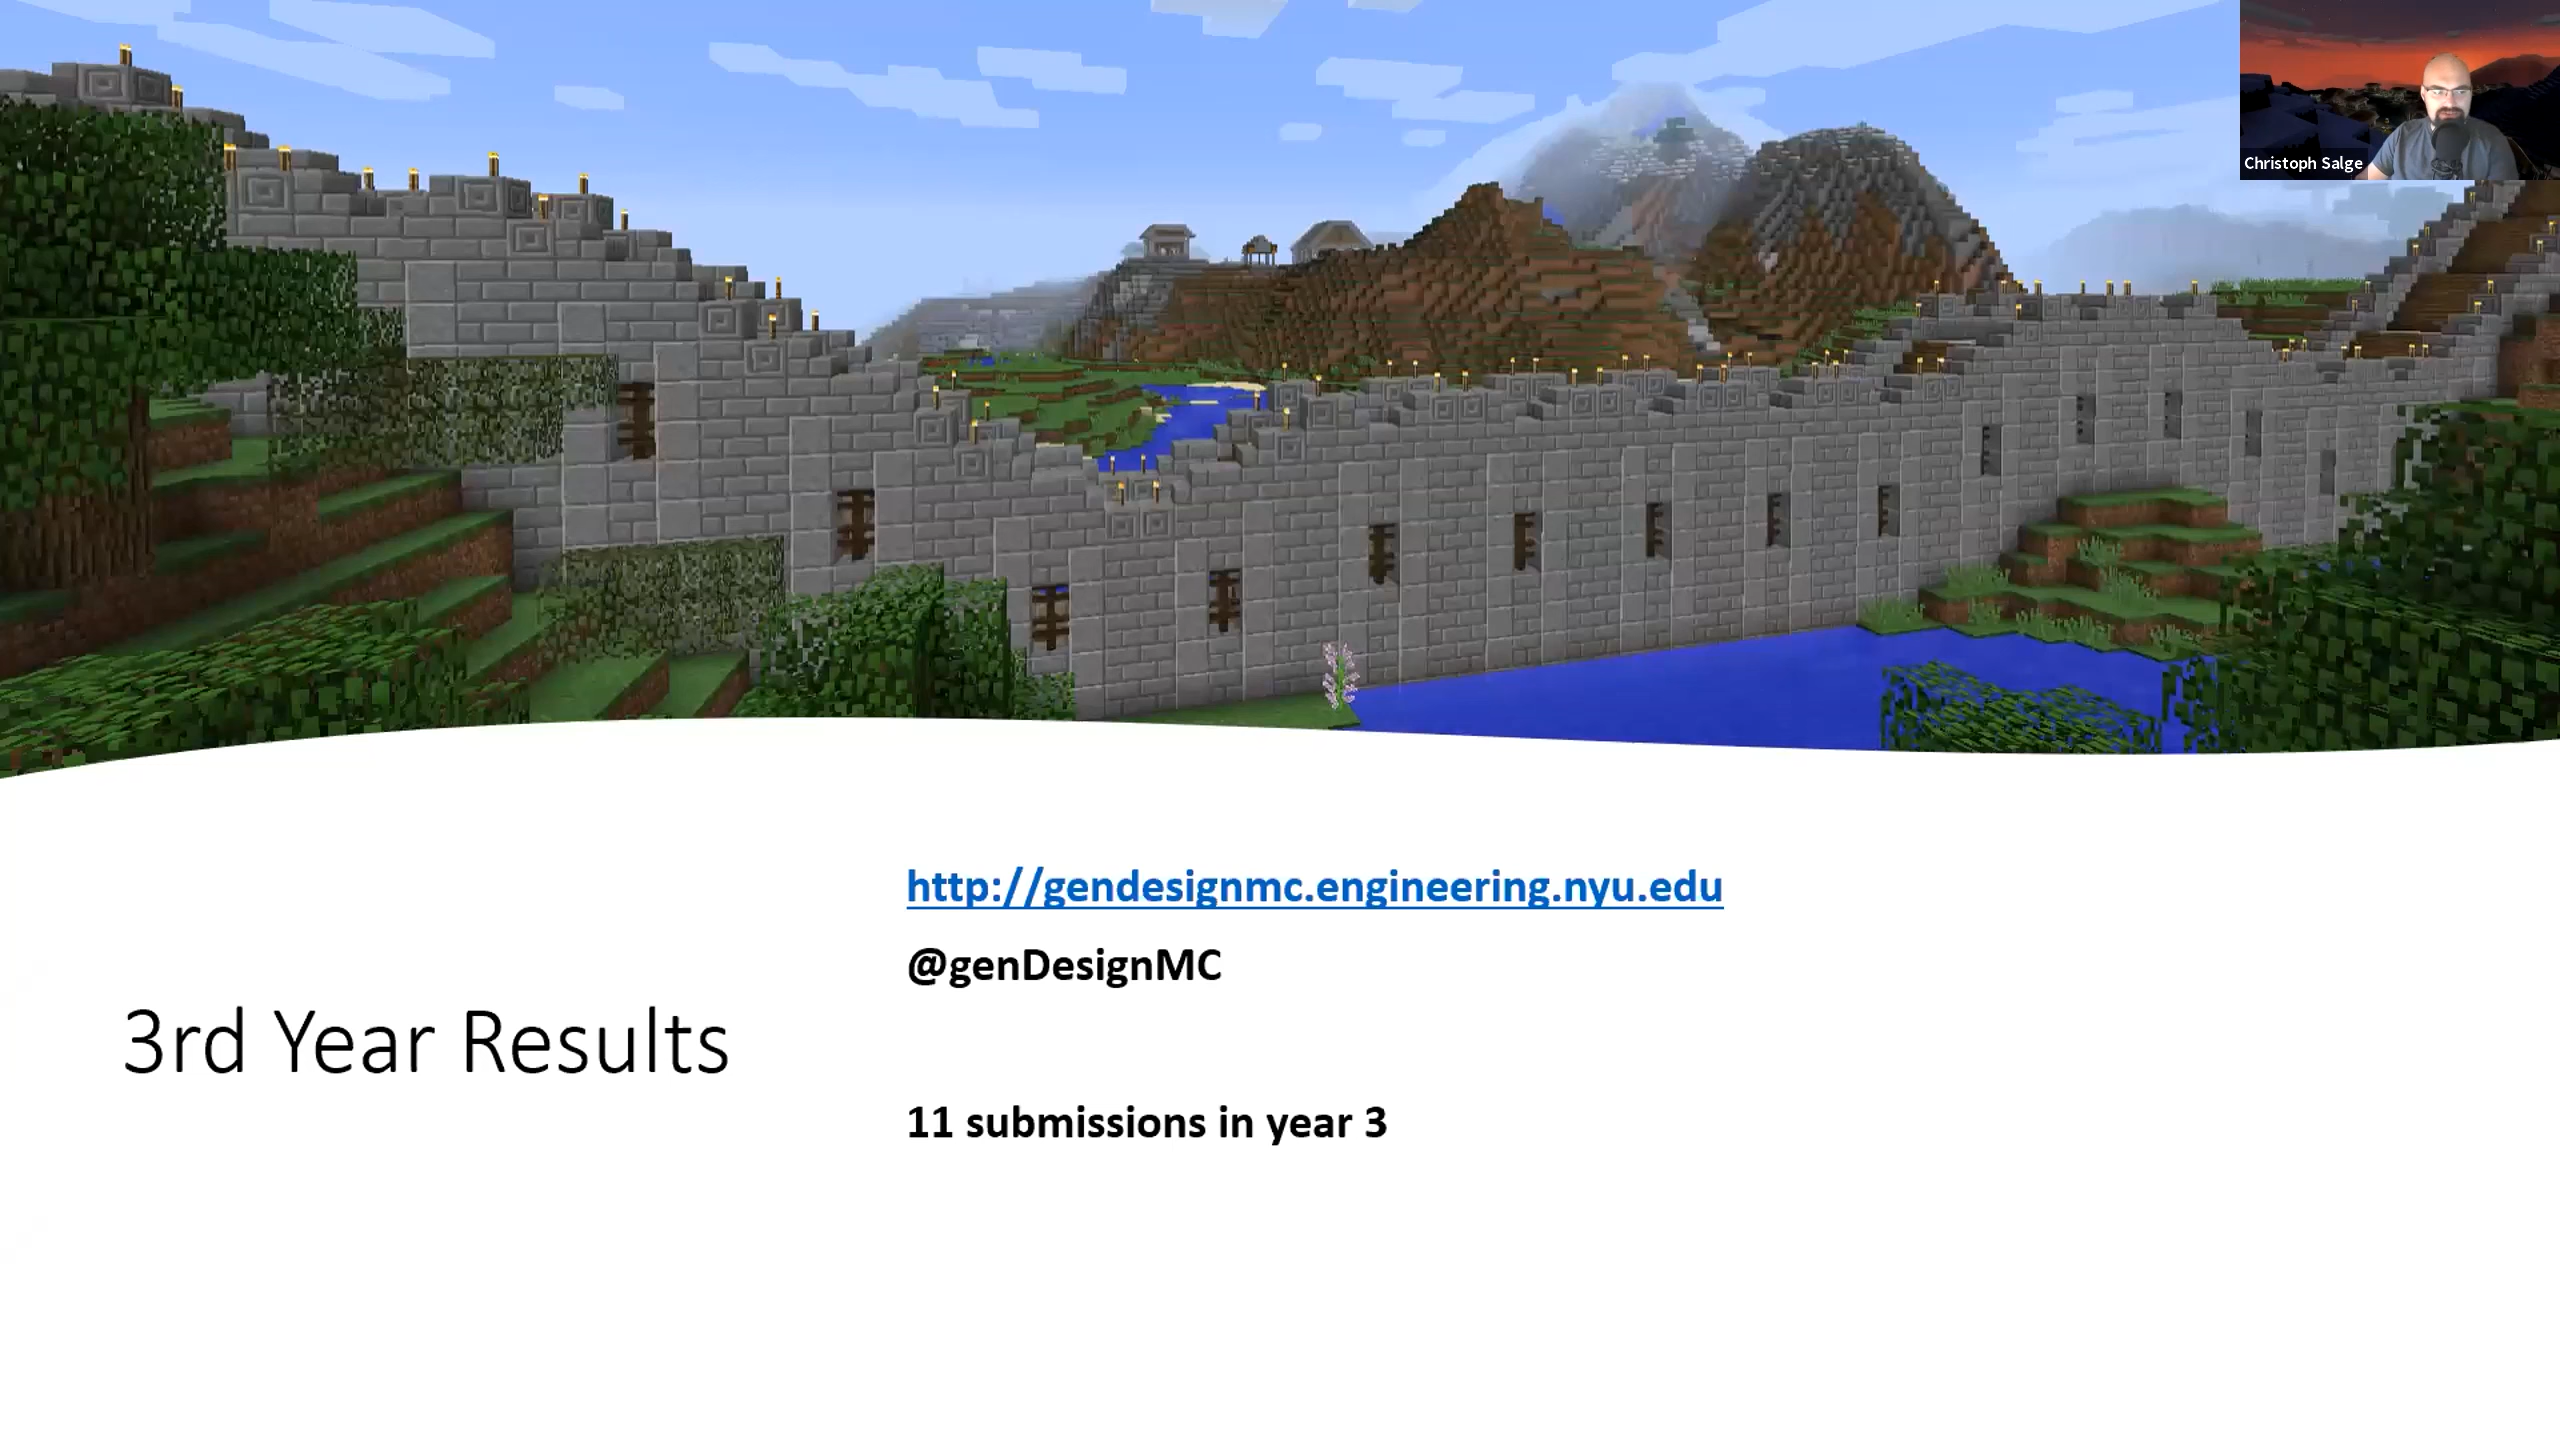 Christoph Salge
http://gendesignmc.engineering.nyu.edu
@genDesignMC
3rd Year Results
11 submissions in year 3